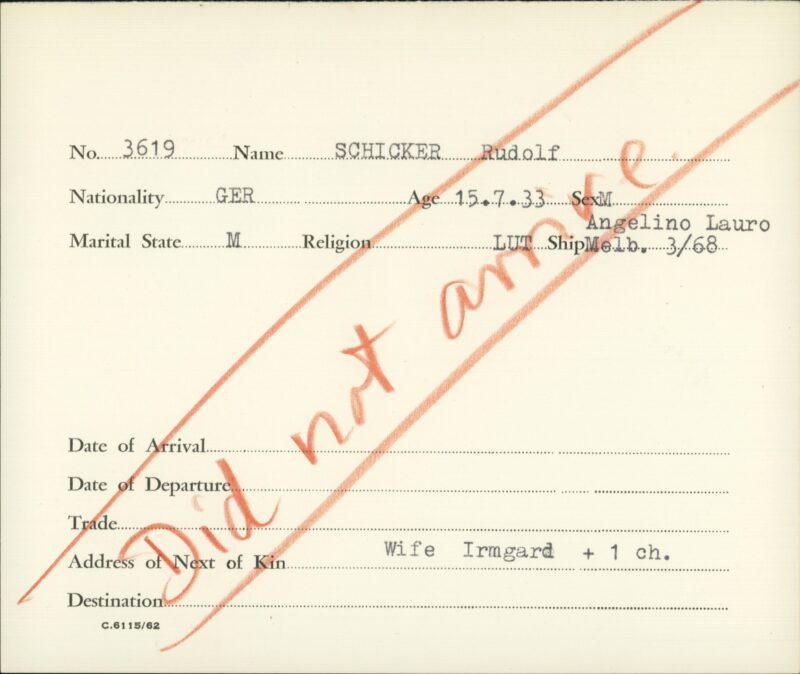 No. 3619 Name SCHICKER Rudolf
Nationality GER Age 15.7.33 Sex M
Marital State M Religion LUT Ship Angelino Lauro
Melb. 3/68
Did not arrive.
Date of Arrival
Date of Departure
Trade
Address of Next of Kin Wife Irmgard + 1 ch.
Destination
C.6115/62